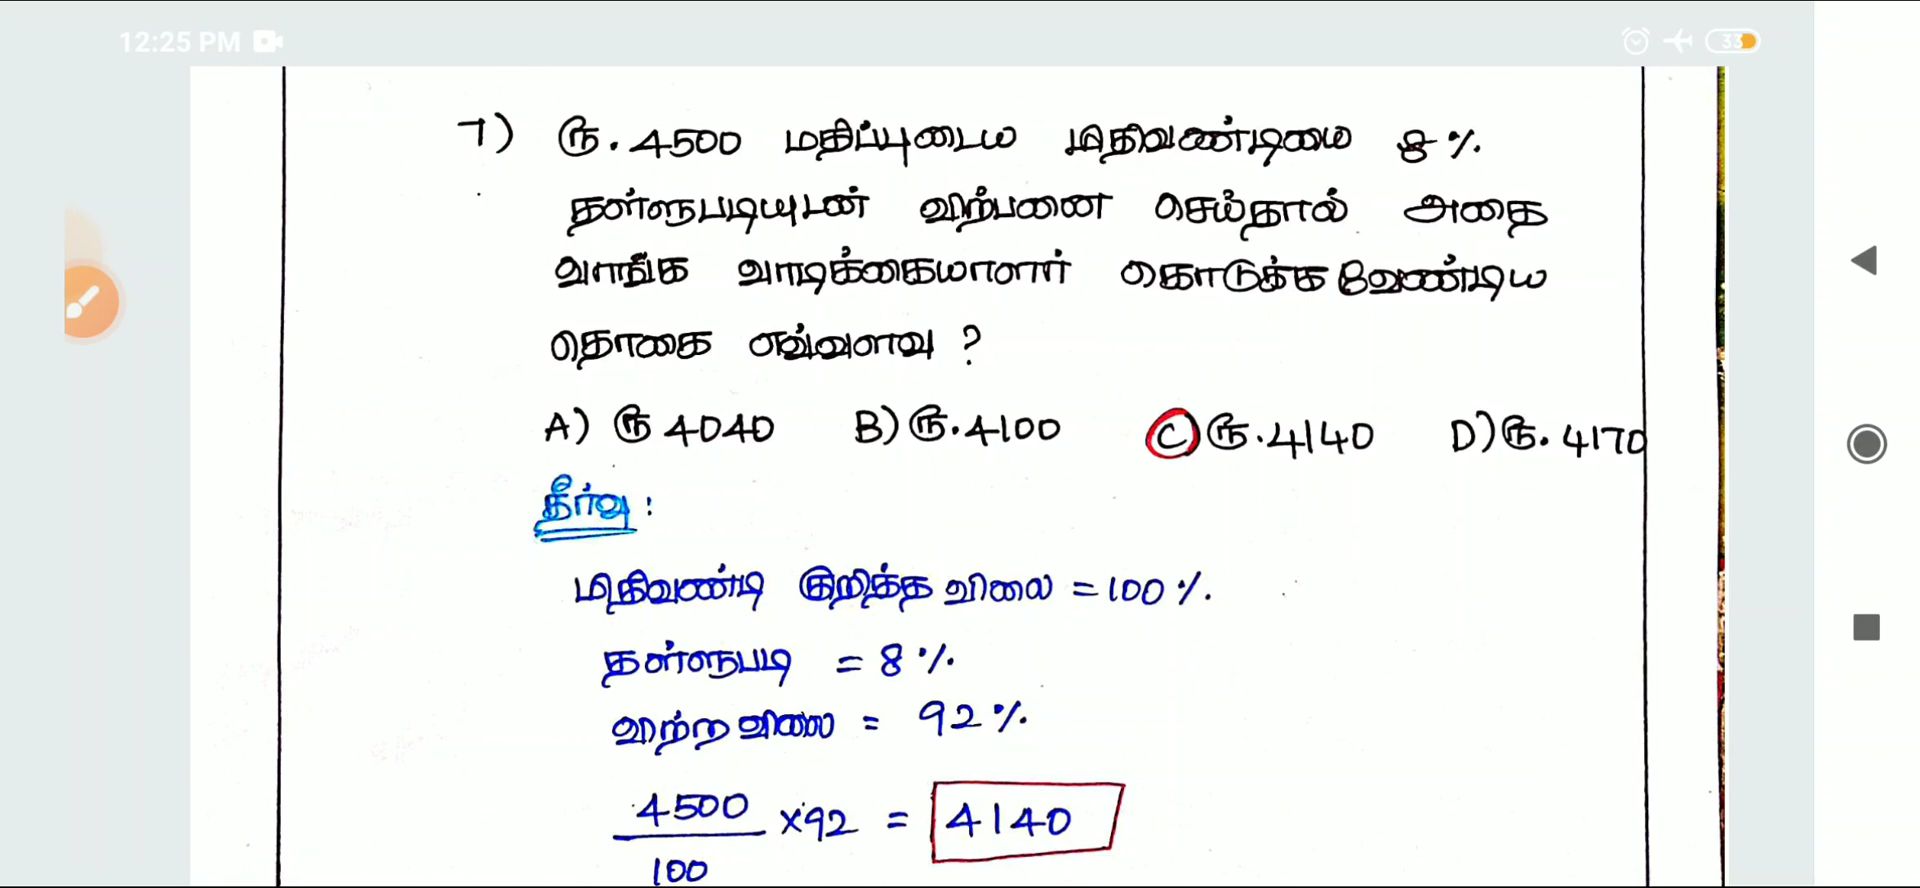 12:25 PM
33
7) ரூ.4500 மதிப்புடைய மிதிவண்டியை 8%
தள்ளுபடியுடன் விற்பனை செய்தால் அதை
வாங்க வாடிக்கையாளர் கொடுக்க வேண்டிய
தொகை எவ்வளவு ?
A) ரூ 4040 B) ரூ.4100 C) ரூ.4140 D) ரூ.4170
தீர்வு :
மிதிவண்டி குறித்த விலை = 100%.
தள்ளுபடி = 8%.
விற்ற விலை = 92%.
4500/100 x 92 = 4140